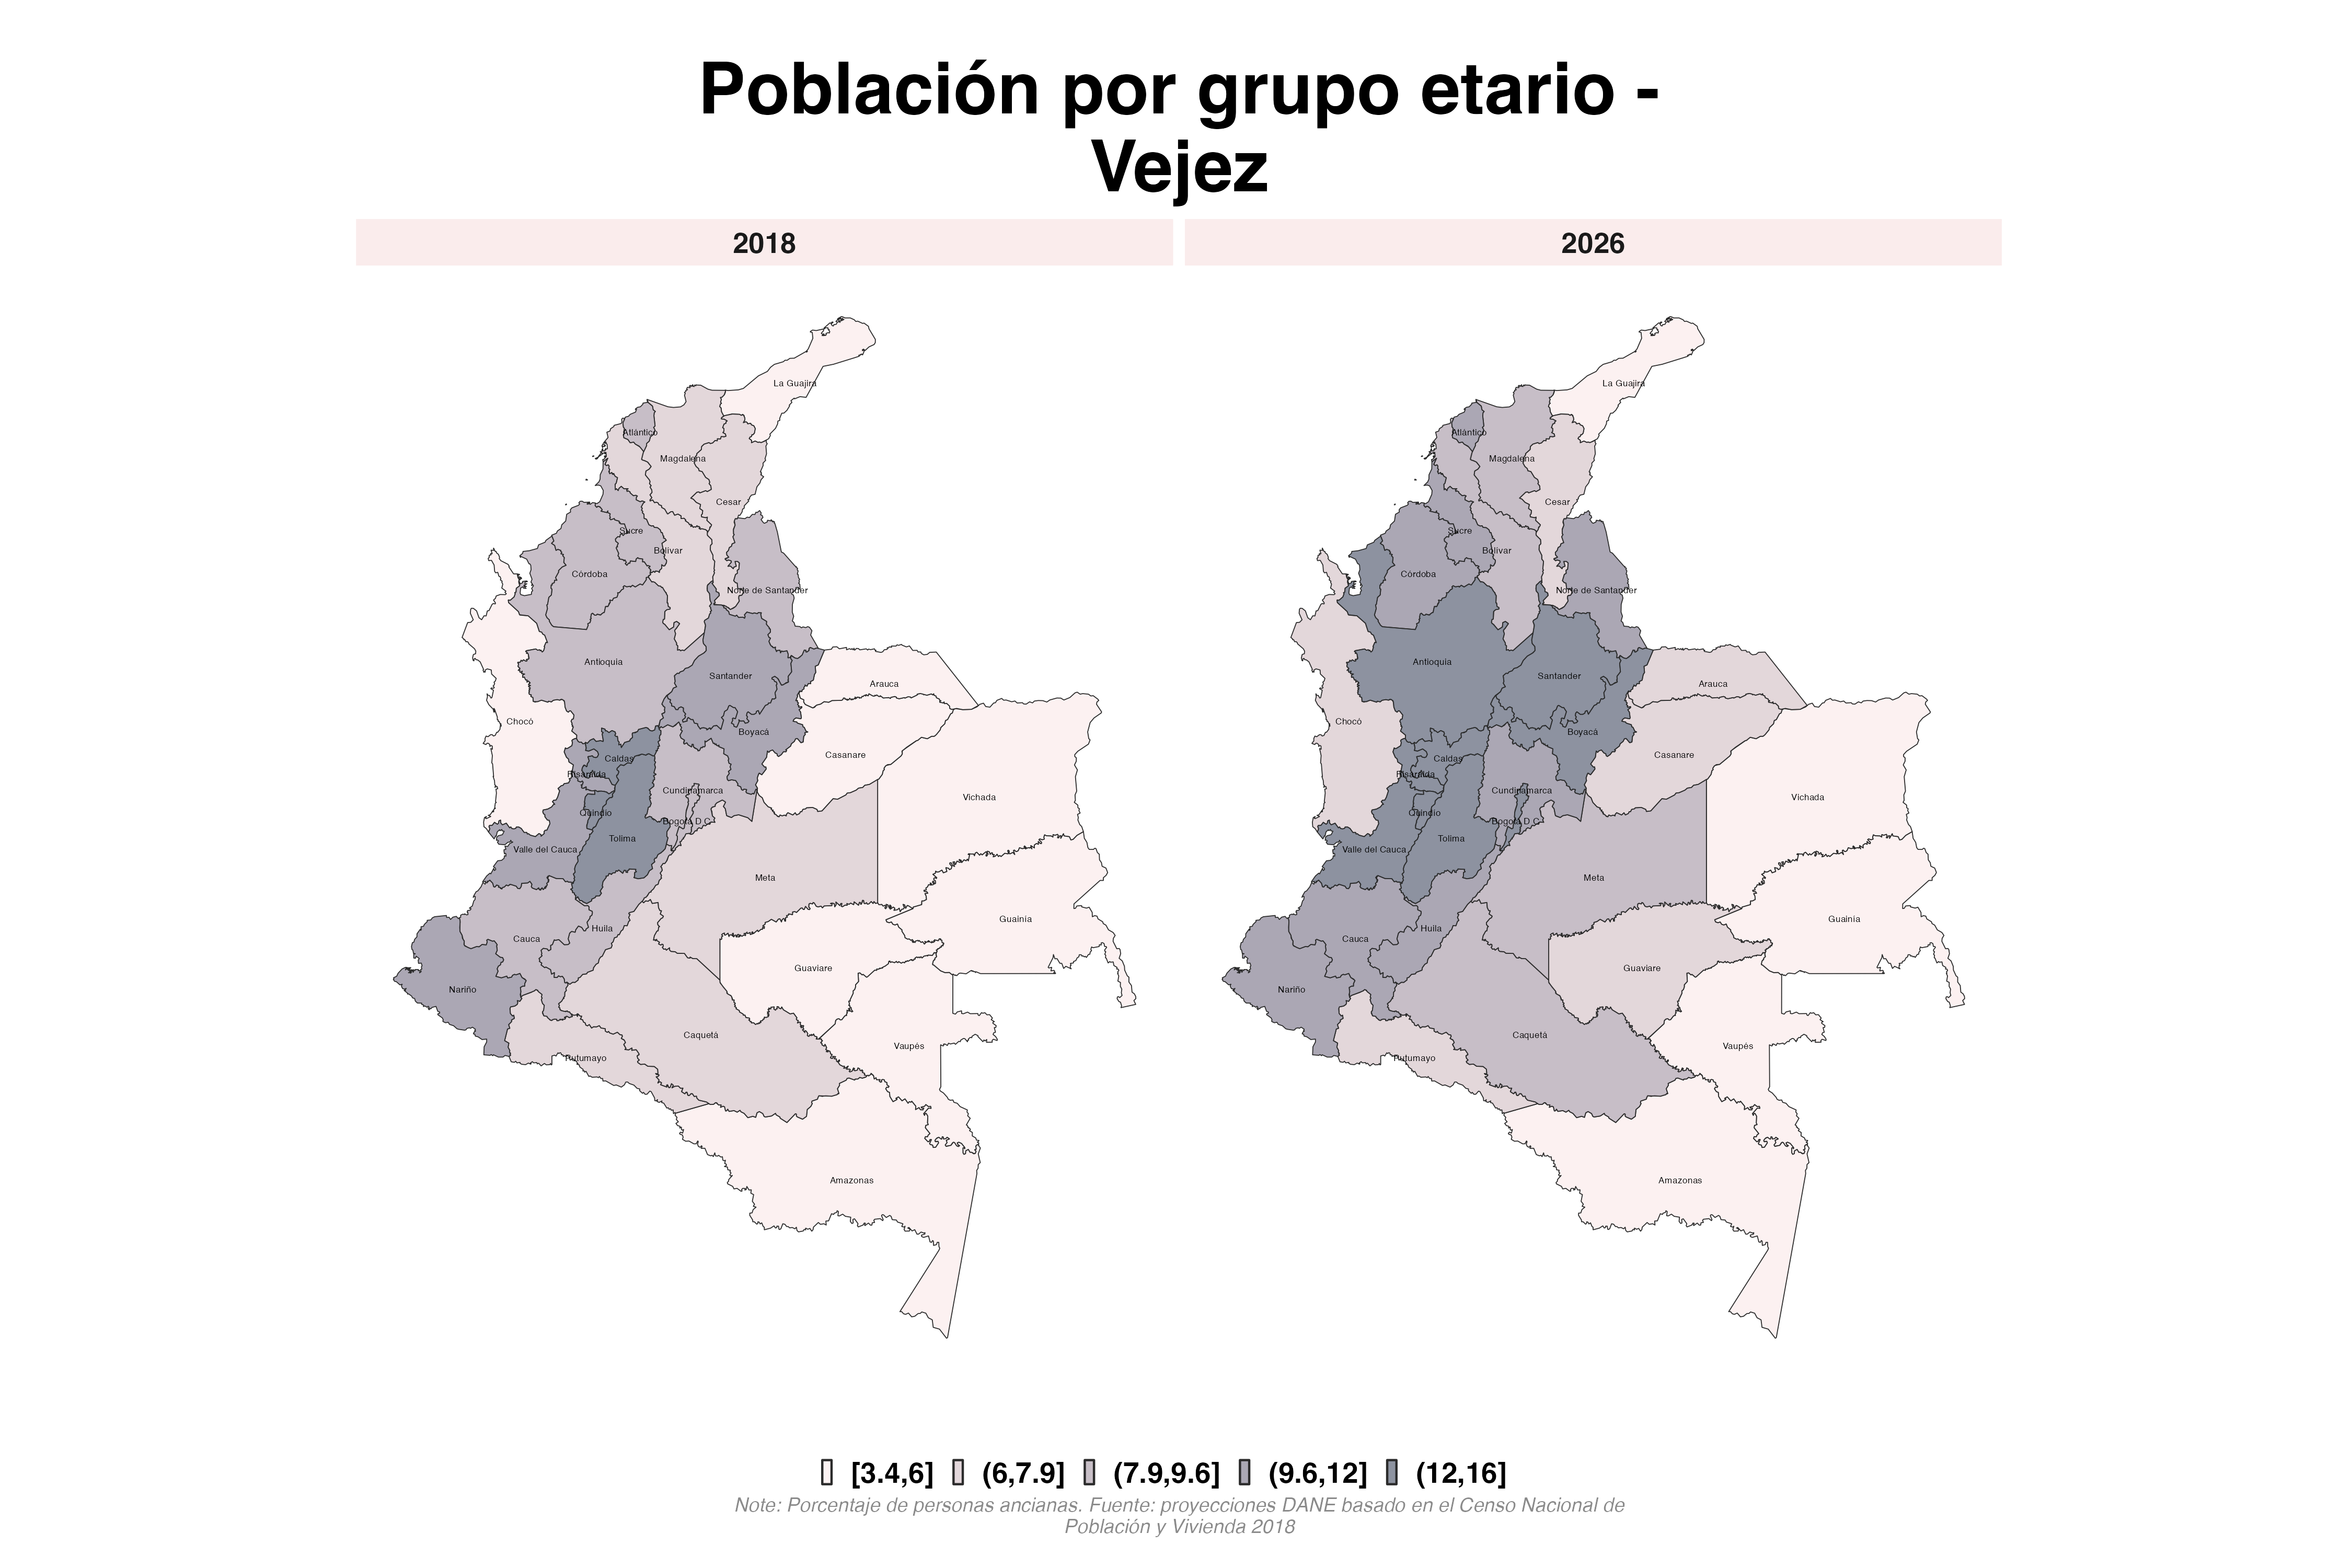 Población por grupo etario -
Vejez
2018
2026
La Guajira
Atlántico
Magdalena
Cesar
Sucre
Bolívar
Córdoba
Norte de Santander
Antioquia
Santander
Arauca
Chocó
Boyacá
Casanare
Caldas
Risaralda
Cundinamarca
Vichada
Quindío
Bogotá D.C.
Tolima
Valle del Cauca
Meta
Guainía
Huila
Cauca
Guaviare
Nariño
Caquetá
Vaupés
Putumayo
Amazonas
La Guajira
Atlántico
Magdalena
Cesar
Sucre
Bolívar
Córdoba
Norte de Santander
Antioquia
Santander
Arauca
Chocó
Boyacá
Casanare
Caldas
Risaralda
Cundinamarca
Vichada
Quindío
Bogotá D.C.
Tolima
Valle del Cauca
Meta
Guainía
Huila
Cauca
Guaviare
Nariño
Caquetá
Vaupés
Putumayo
Amazonas
[3.4,6] (6,7.9] (7.9,9.6] (9.6,12] (12,16]
Note: Porcentaje de personas ancianas. Fuente: proyecciones DANE basado en el Censo Nacional de
Población y Vivienda 2018